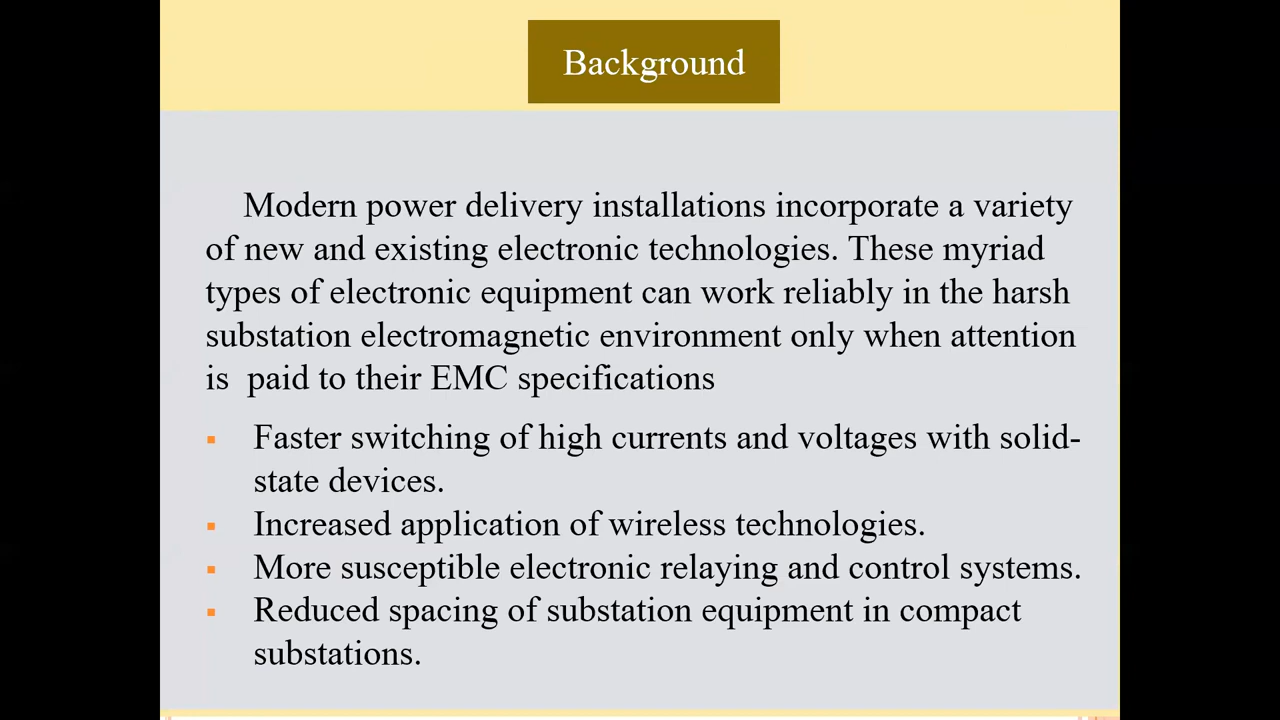 Background
Modern power delivery installations incorporate a variety
of new and existing electronic technologies. These myriad
types of electronic equipment can work reliably in the harsh
substation electromagnetic environment only when attention
is  paid to their EMC specifications
▪ Faster switching of high currents and voltages with solid-
state devices.
▪ Increased application of wireless technologies.
▪ More susceptible electronic relaying and control systems.
▪ Reduced spacing of substation equipment in compact
substations.